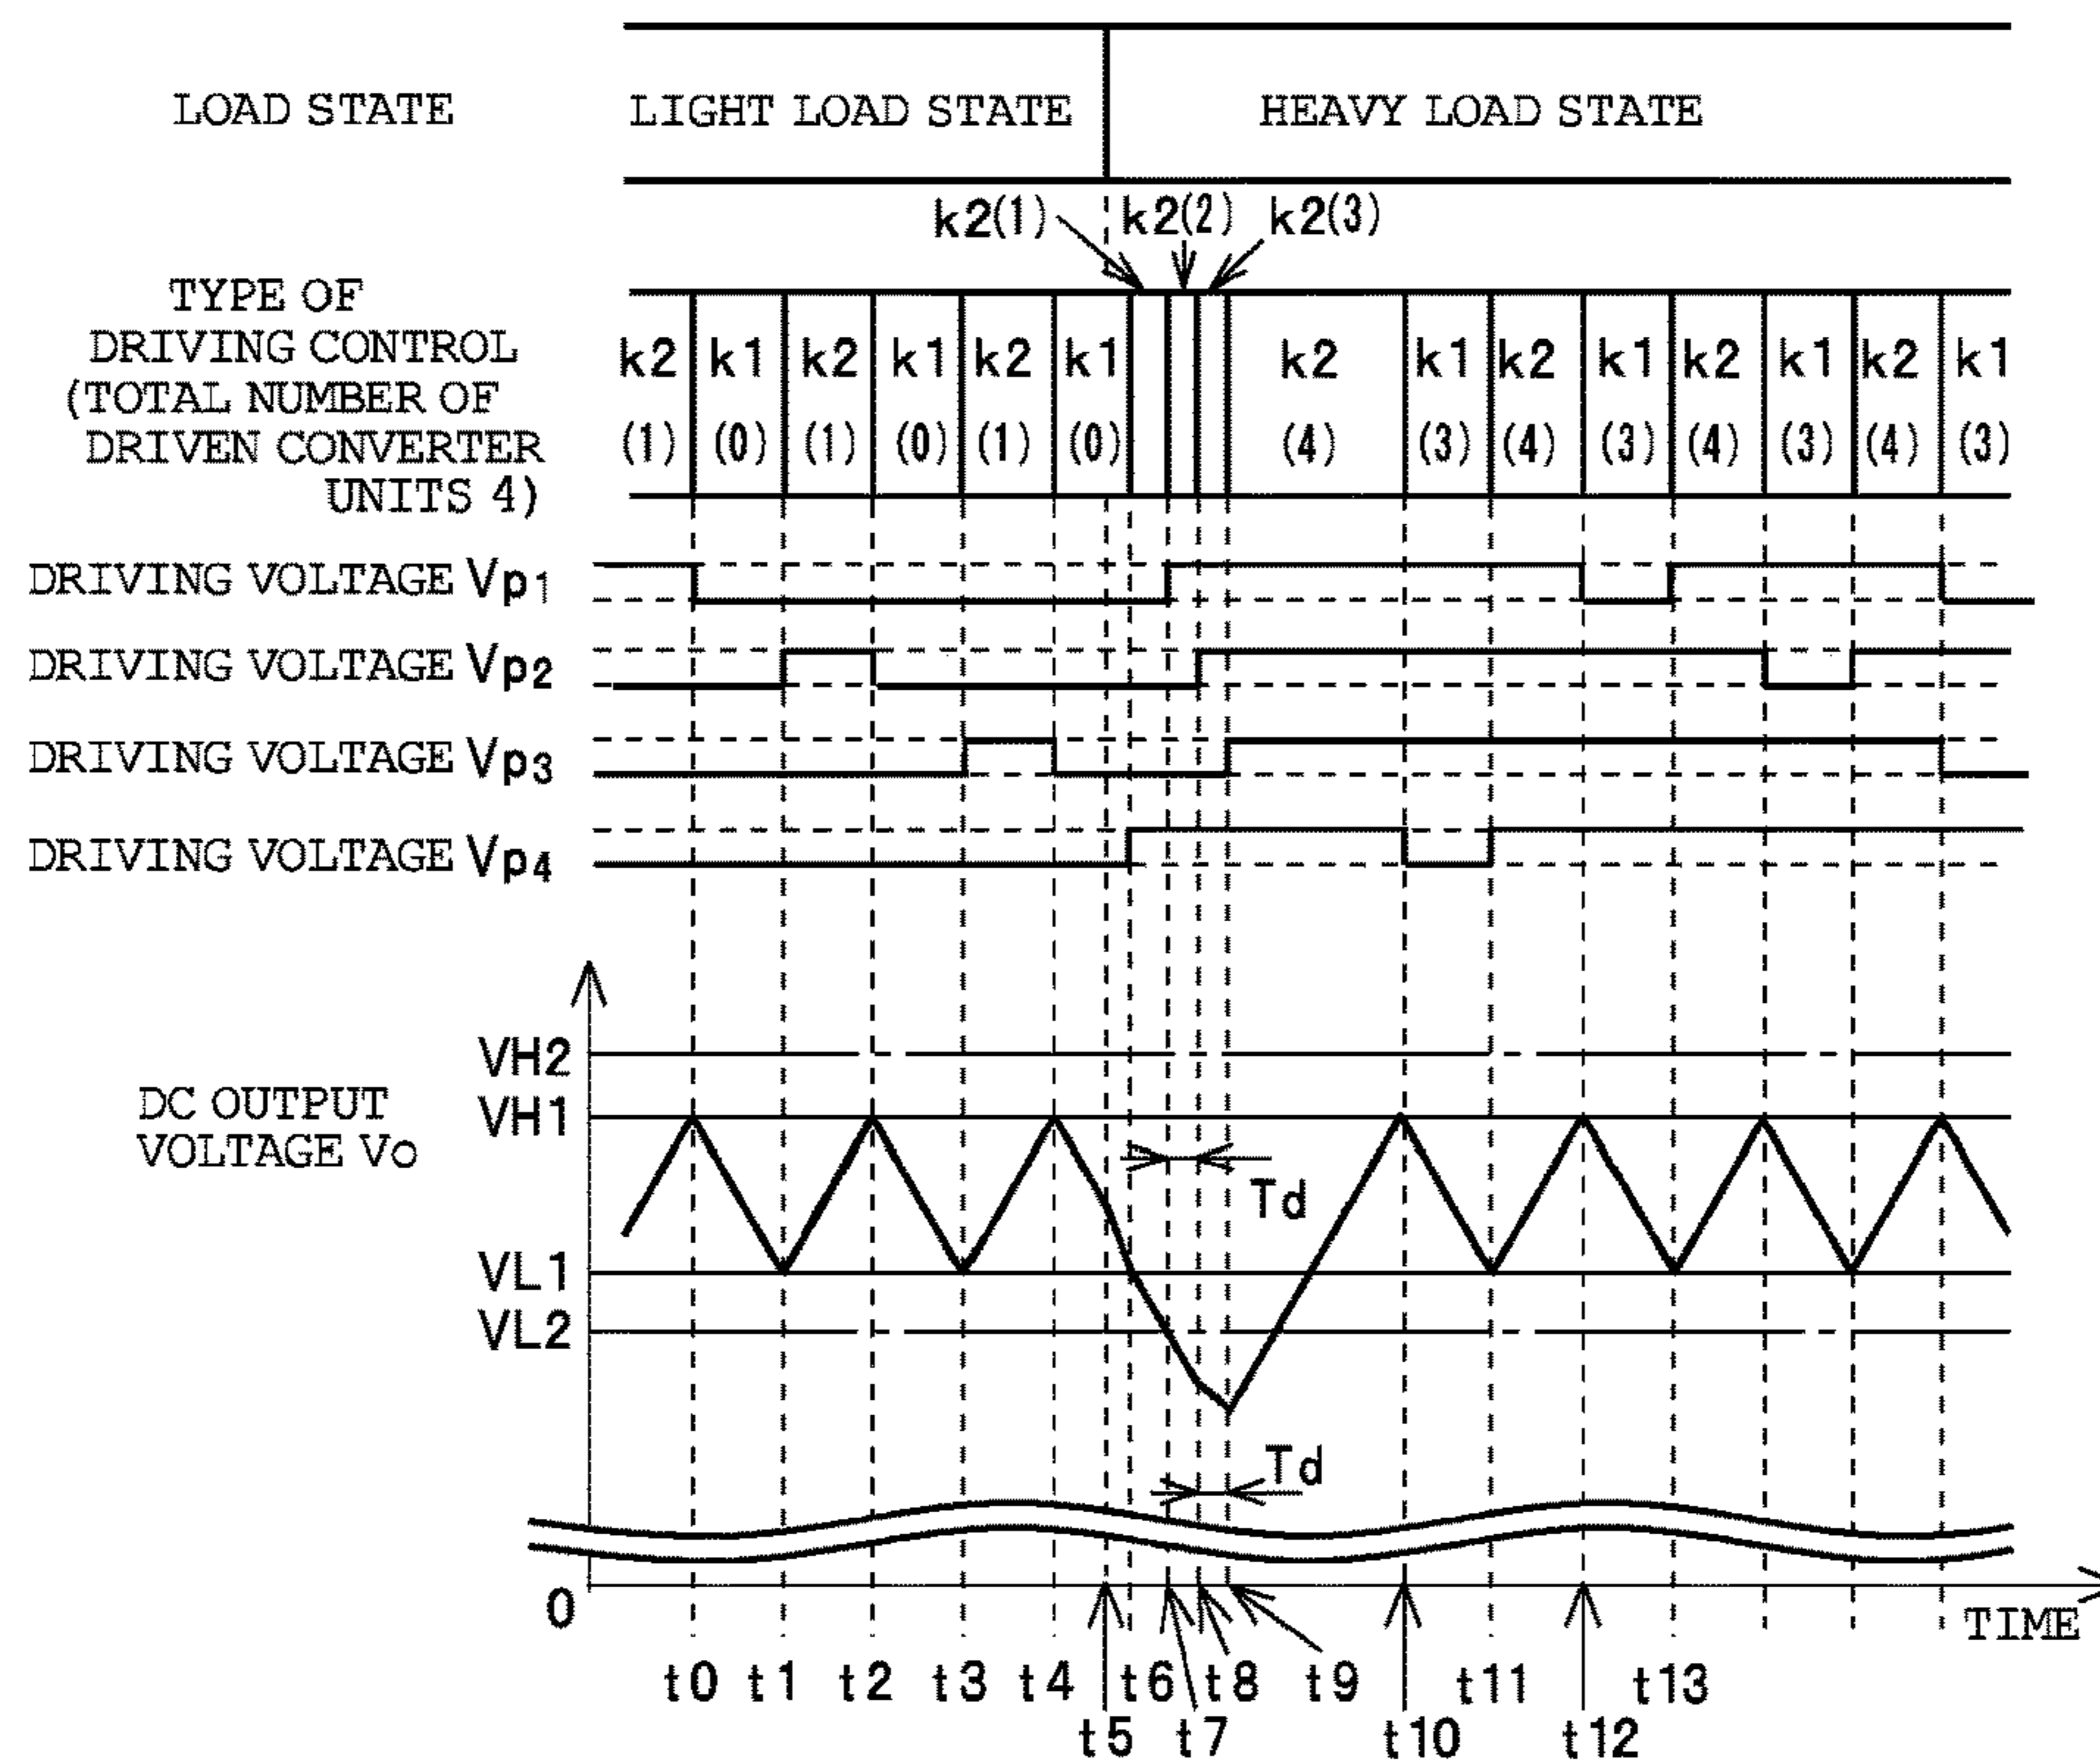 LOAD STATE LIGHT LOAD STATE HEAVY LOAD STATE
k2(1) k2(2) k2(3)
TYPE OF
DRIVING CONTROL
(TOTAL NUMBER OF
DRIVEN CONVERTER
UNITS 4)
k2 k1 k2 k1 k2 k1 k2 k1 k2 k1 k2 k1 k2 k1
(1) (0) (1) (0) (1) (0) (4) (3) (4) (3) (4) (3) (4) (3)
DRIVING VOLTAGE Vp1
DRIVING VOLTAGE Vp2
DRIVING VOLTAGE Vp3
DRIVING VOLTAGE Vp4
DC OUTPUT
VOLTAGE Vo
VH2
VH1
Td
VL1
VL2
Td
0
TIME
t0 t1 t2 t3 t4 t6 t8 t9 t11 t13
t5 t7 t10 t12